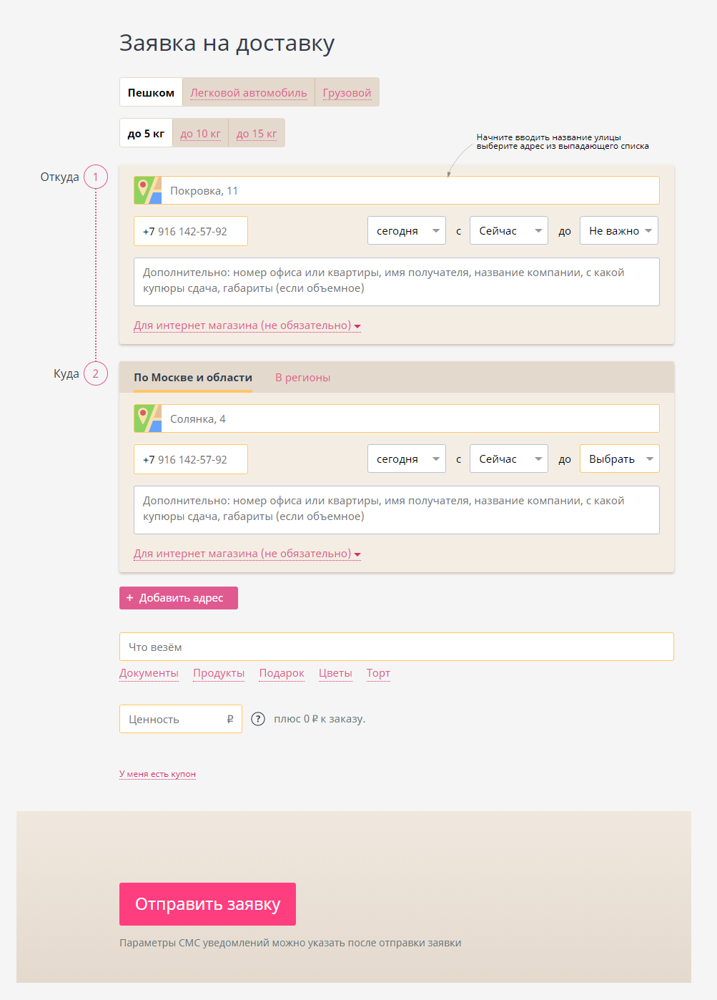 Заявка на доставку
Пешком Легковой автомобиль Грузовой
до 5 кг до 10 кг до 15 кг
Начните вводить название улицы
выберите адрес из выпадающего списка
Откуда 1
Покровка, 11
+7 916 142-57-92 сегодня с Сейчас до Не важно
Дополнительно: номер офиса или квартиры, имя получателя, название компании, с какой
купюры сдача, габариты (если объемное)
Для интернет магазина (не обязательно)
Куда 2
По Москве и области В регионы
Солянка, 4
+7 916 142-57-92 сегодня с Сейчас до Выбрать
Дополнительно: номер офиса или квартиры, имя получателя, название компании, с какой
купюры сдача, габариты (если объемное)
Для интернет магазина (не обязательно)
+ Добавить адрес
Что везём
Документы Продукты Подарок Цветы Торт
Ценность ₽ ? плюс 0 ₽ к заказу.
У меня есть купон
Отправить заявку
Параметры СМС уведомлений можно указать после отправки заявки